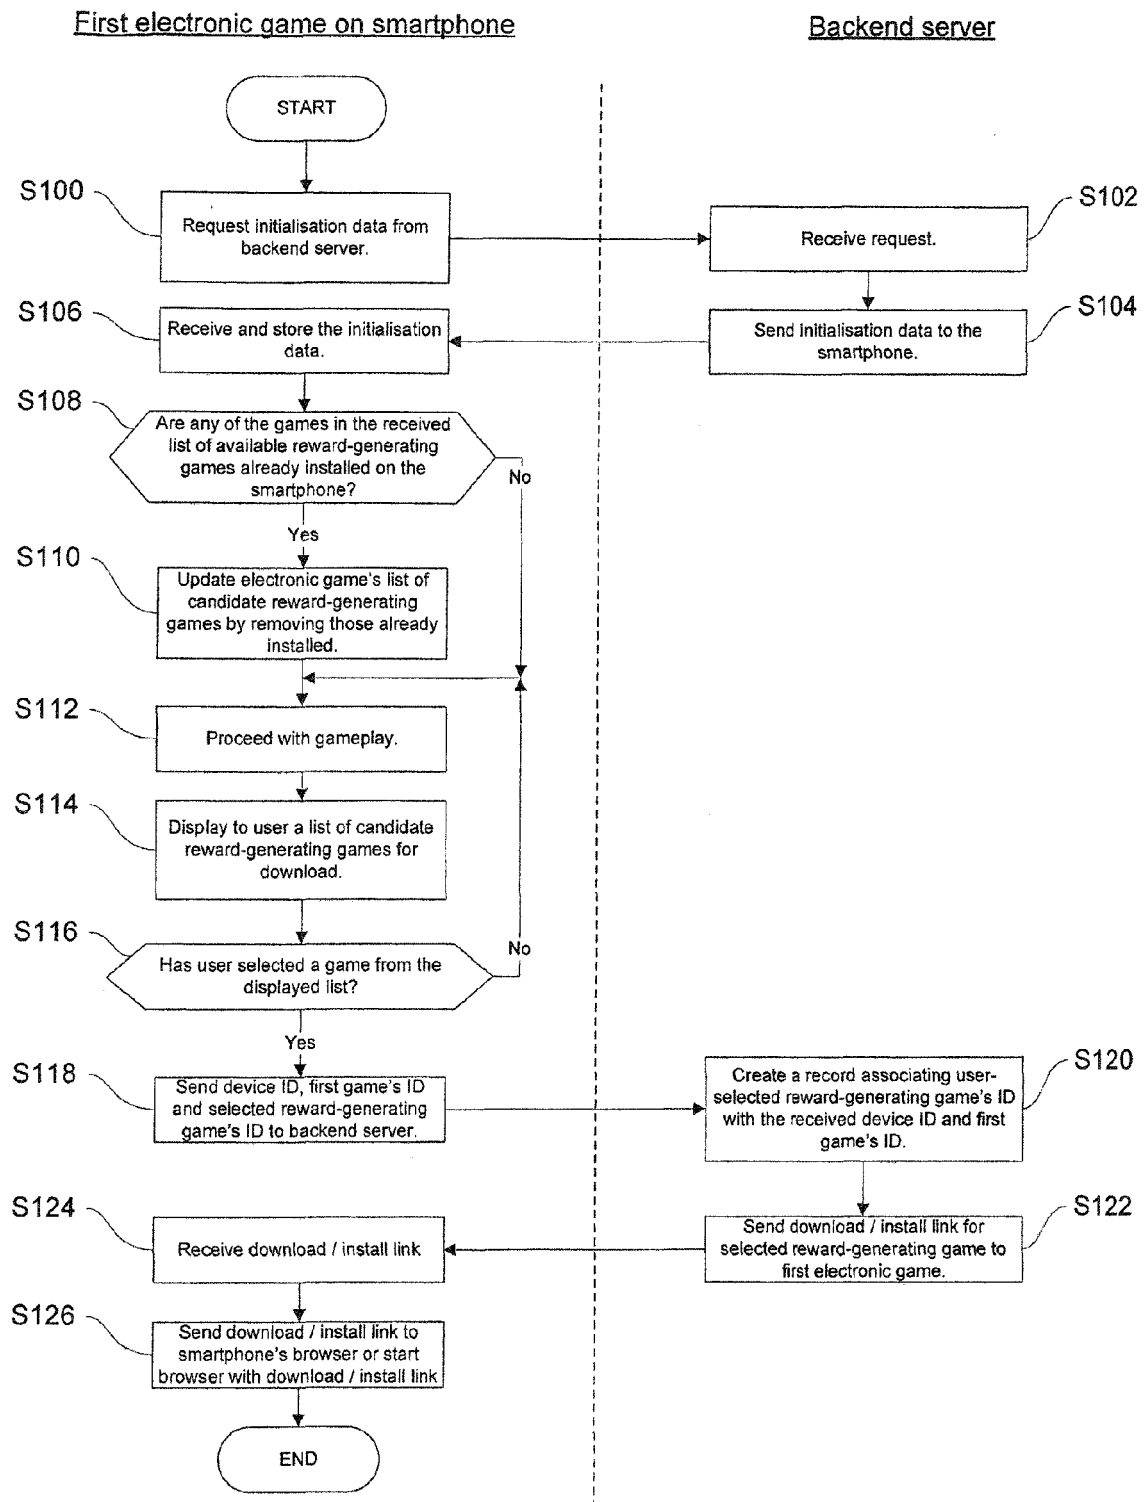 First electronic game on smartphone
Backend server
START
S100
Request initialisation data from
backend server.
S102
Receive request.
S104
Send initialisation data to the
smartphone.
S106
Receive and store the initialisation
data.
S108
Are any of the games in the received
list of available reward-generating
games already installed on the
smartphone?
No
Yes
S110
Update electronic game's list of
candidate reward-generating
games by removing those already
installed.
S112
Proceed with gameplay.
S114
Display to user a list of candidate
reward-generating games for
download.
S116
Has user selected a game from the
displayed list?
No
Yes
S118
Send device ID, first game's ID
and selected reward-generating
game's ID to backend server.
S120
Create a record associating user-
selected reward-generating game's ID
with the received device ID and first
game's ID.
S122
Send download / install link for
selected reward-generating game to
first electronic game.
S124
Receive download / install link
S126
Send download / install link to
smartphone's browser or start
browser with download / install link
END